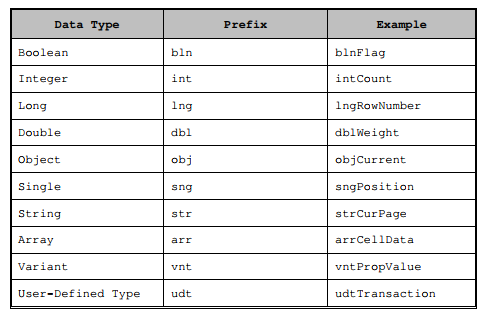 Data Type Prefix Example
Boolean bln blnFlag
Integer int intCount
Long lng lngRowNumber
Double dbl dblWeight
Object obj objCurrent
Single sng sngPosition
String str strCurPage
Array arr arrCellData
Variant vnt vntPropValue
User-Defined Type udt udtTransaction